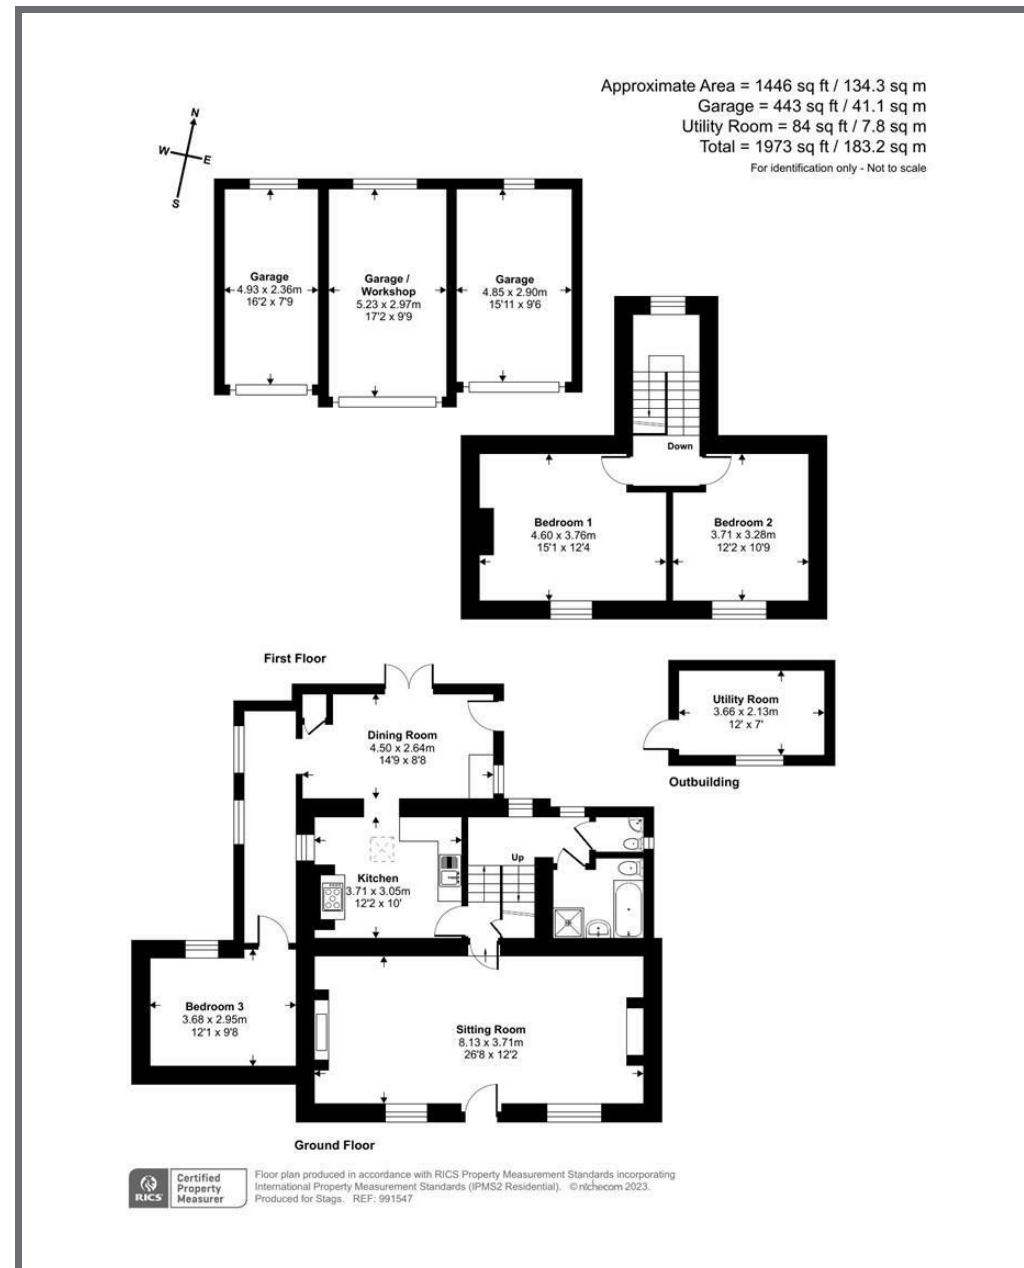 Approximate Area = 1446 sq ft / 134.3 sq m
Garage = 443 sq ft / 41.1 sq m
Utility Room = 84 sq ft / 7.8 sq m
Total = 1973 sq ft / 183.2 sq m
For identification only - Not to scale
N
W
E
S
Garage
4.93 x 2.36m
16'2 x 7'9
Garage /
Workshop
5.23 x 2.97m
17'2 x 9'9
Garage
4.85 x 2.90m
15'11 x 9'6
Down
Bedroom 1
4.60 x 3.76m
15'1 x 12'4
Bedroom 2
3.71 x 3.28m
12'2 x 10'9
First Floor
Utility Room
3.66 x 2.13m
12' x 7'
Outbuilding
Dining Room
4.50 x 2.64m
14'9 x 8'8
Up
Kitchen
3.71 x 3.05m
12'2 x 10'
Bedroom 3
3.68 x 2.95m
12'1 x 9'8
Sitting Room
8.13 x 3.71m
26'8 x 12'2
Ground Floor
RICS
Certified
Property
Measurer
Floor plan produced in accordance with RICS Property Measurement Standards incorporating
International Property Measurement Standards (IPMS2 Residential). © nichecom 2023.
Produced for Stags. REF: 991547